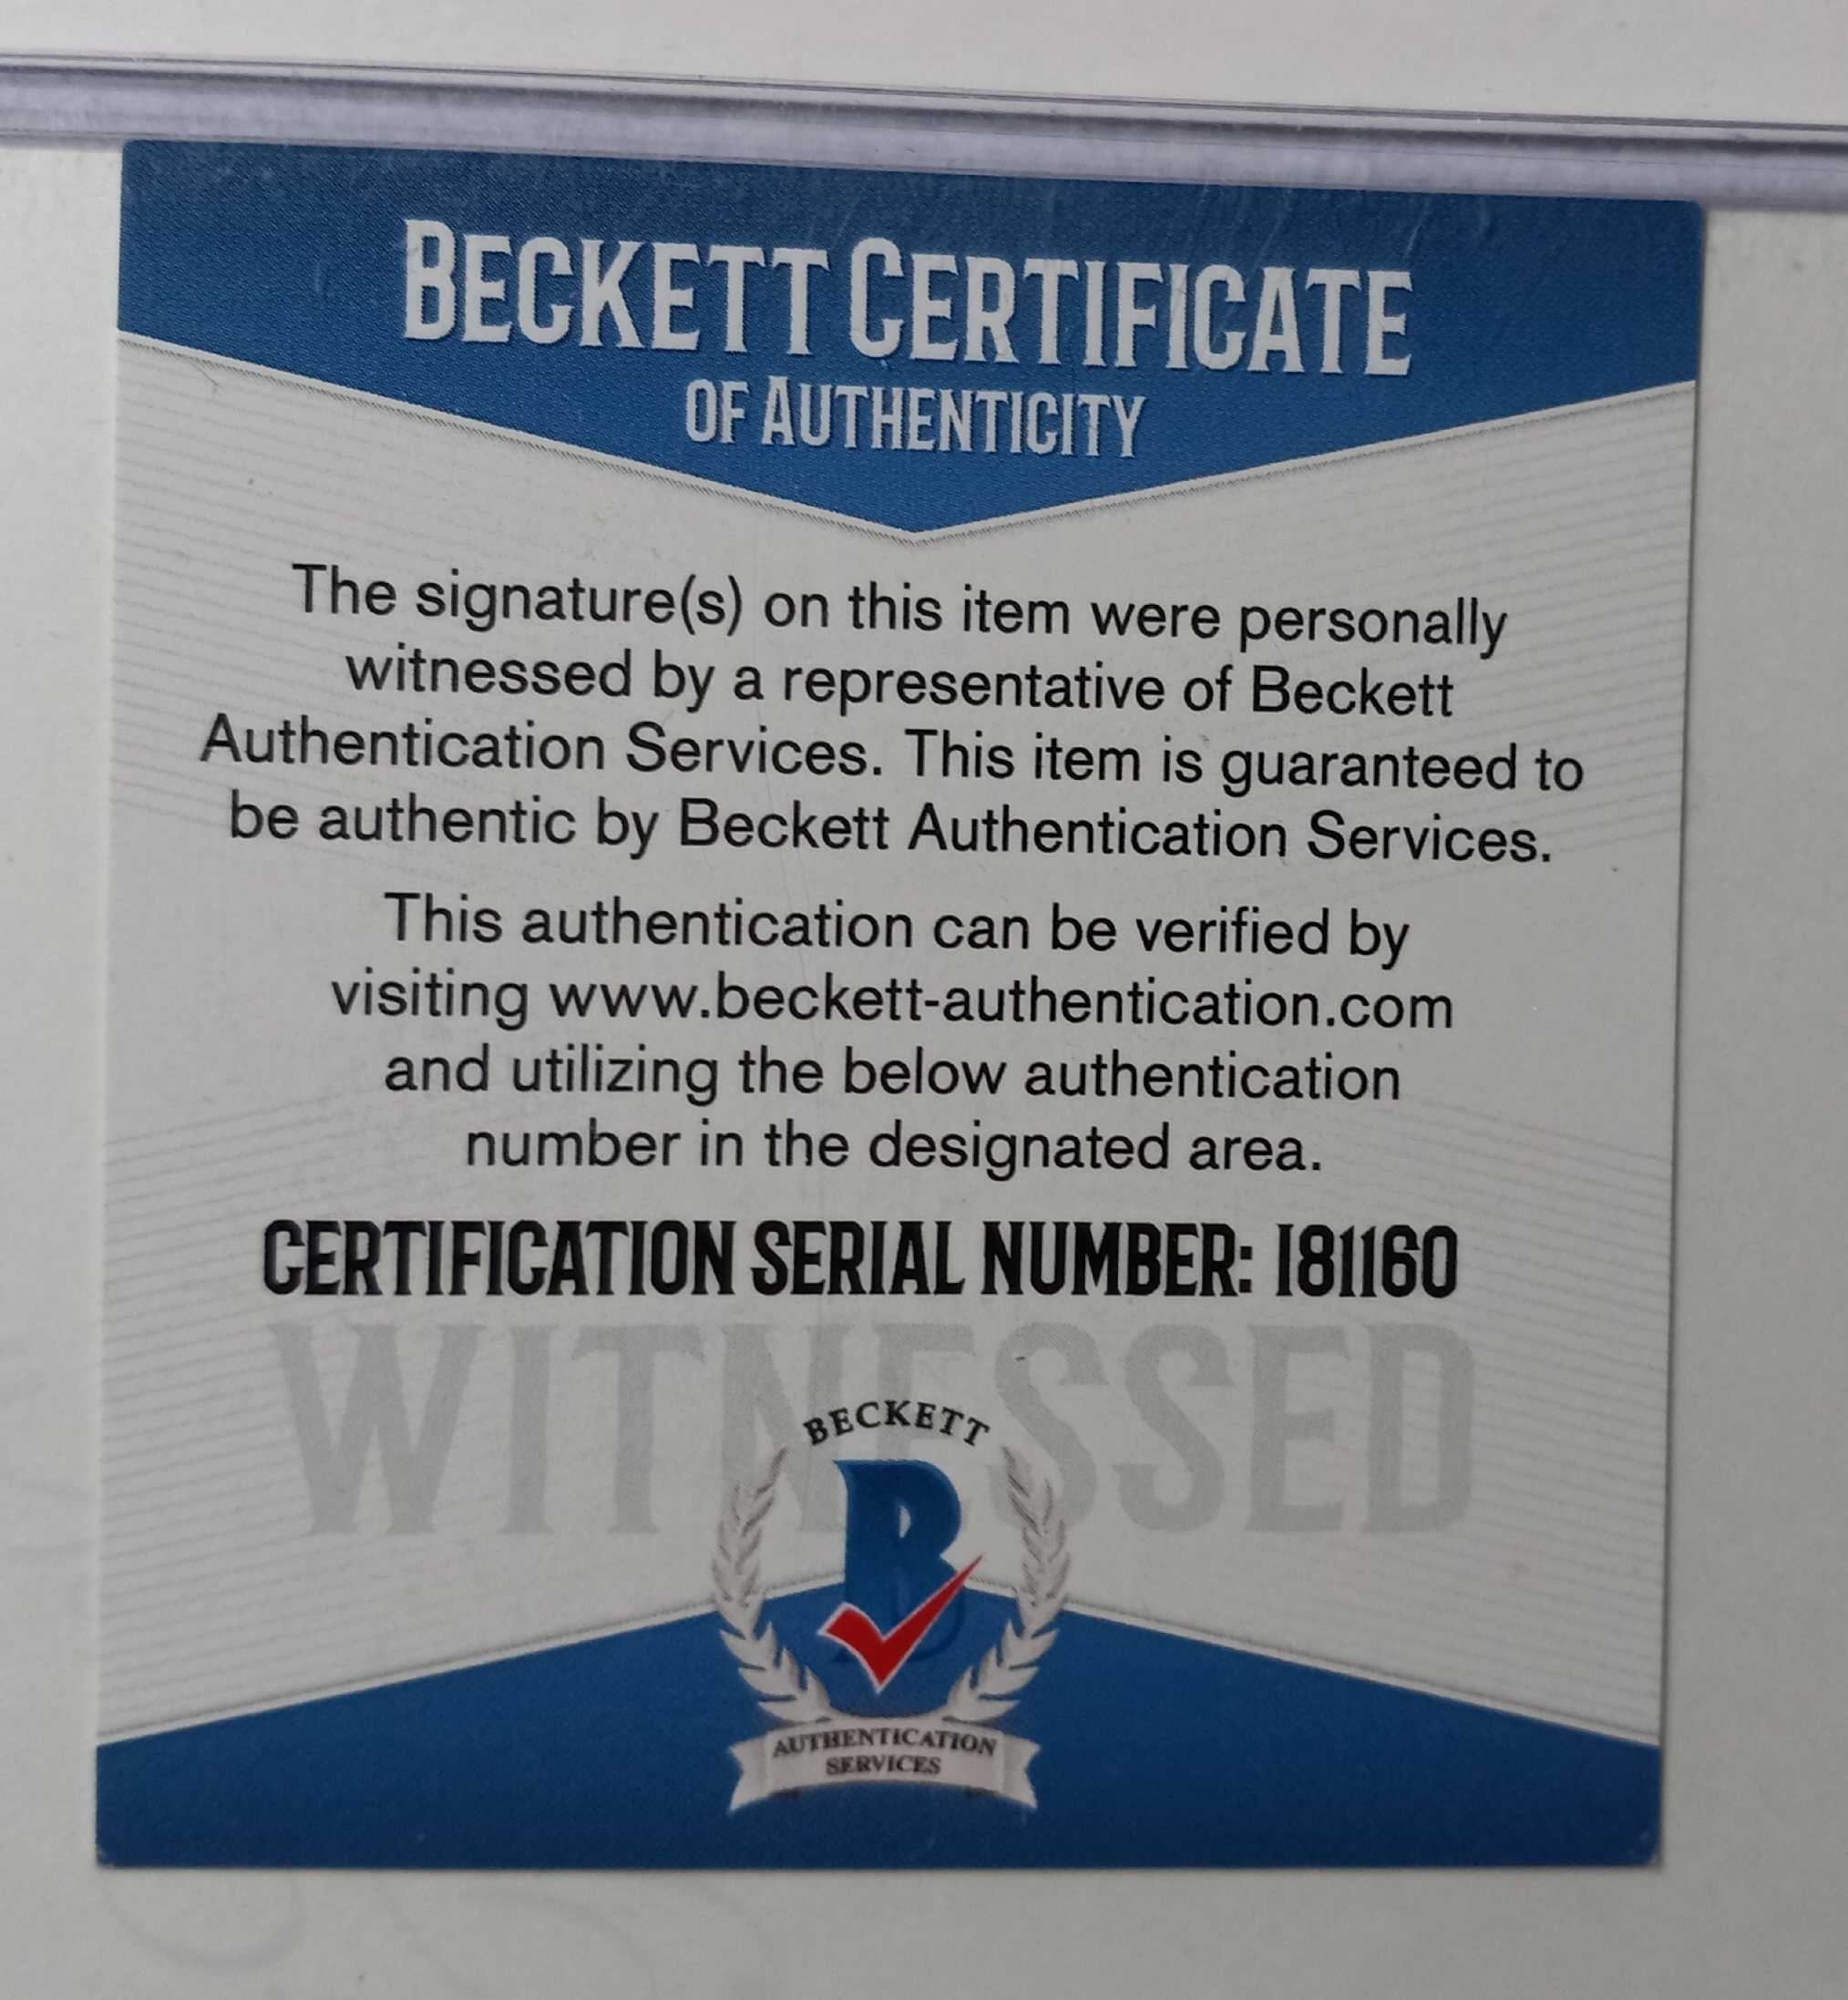 BECKETT CERTIFICATE
OF AUTHENTICITY
The signature(s) on this item were personally
witnessed by a representative of Beckett
Authentication Services. This item is guaranteed to
be authentic by Beckett Authentication Services.
This authentication can be verified by
visiting www.beckett-authentication.com
and utilizing the below authentication
number in the designated area.
CERTIFICATION SERIAL NUMBER: I81160
WITNESSED
BECKETT
B
AUTHENTICATION
SERVICES